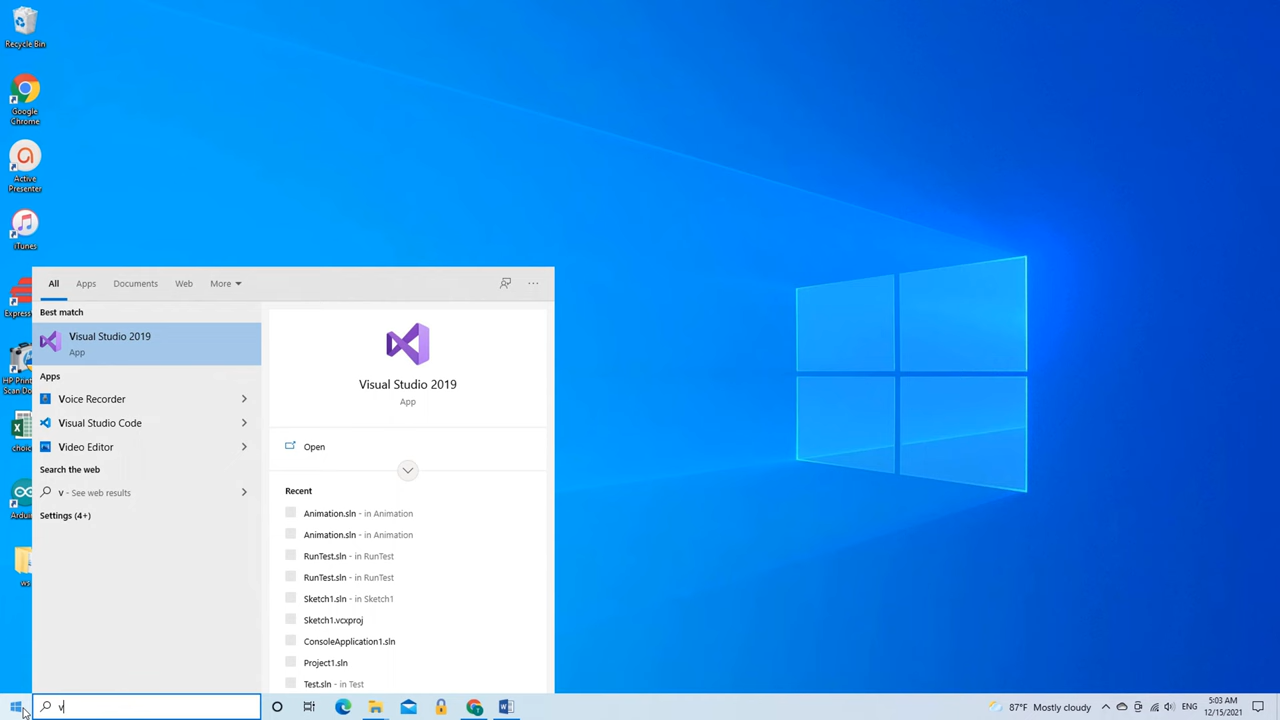 Recycle Bin
Google
Chrome
Active
Presenter
iTunes
All
Apps
Documents
Web
More
Best match
Visual Studio 2019
App
Apps
Voice Recorder
Visual Studio Code
Video Editor
Search the web
v - See web results
Settings (4+)
Visual Studio 2019
App
Open
Recent
Animation.sln - in Animation
Animation.sln - in Animation
RunTest.sln - in RunTest
RunTest.sln - in RunTest
Sketch1.sln - in Sketch1
Sketch1.vcxproj
ConsoleApplication1.sln
Project1.sln
Test.sln - in Test
v
87°F Mostly cloudy
ENG
5:03 AM
12/15/2021